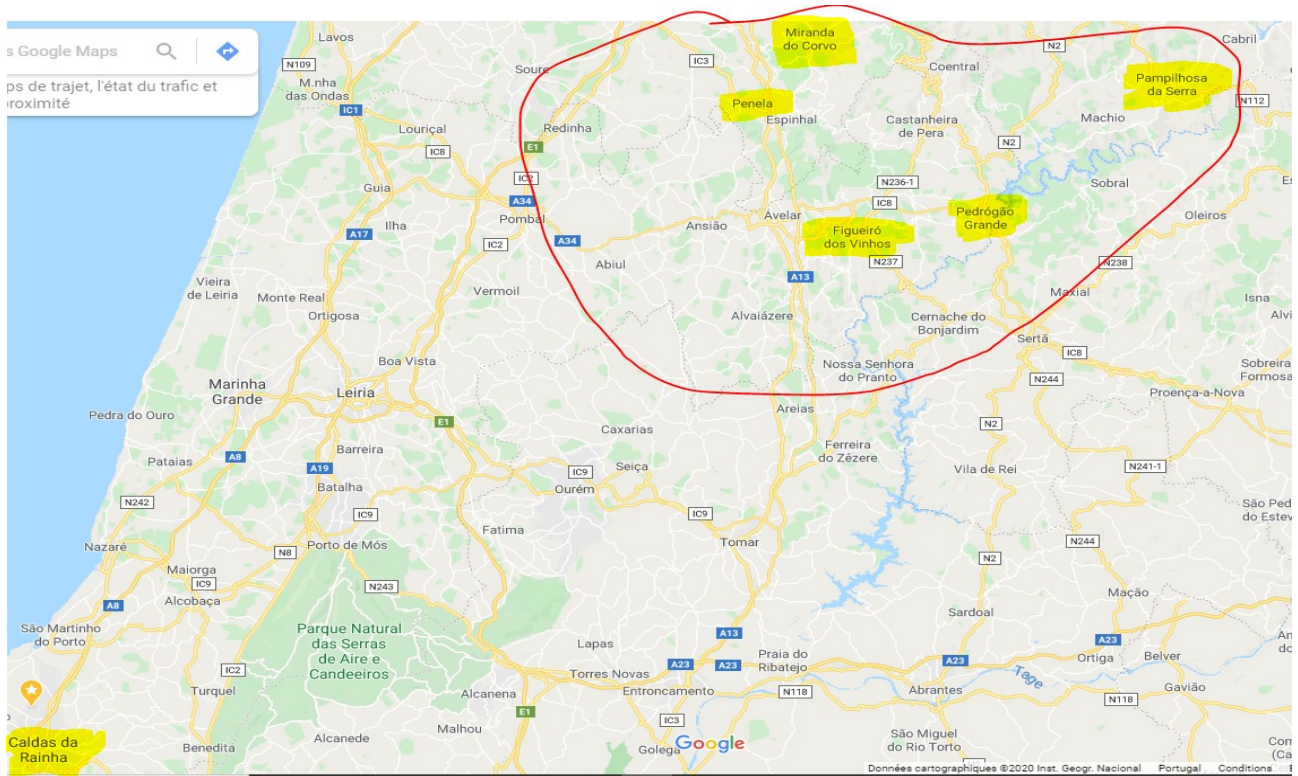 s Google Maps
ps de trajet, l'état du trafic et
roximité
Lavos
N109
M.nha
das Ondas
IC1
Louriçal
IC8
Soure
Redinha
E1
IC2
A34
Pombal
Guia
Ilha
A17
IC2
A34
Vieira
de Leiria
Monte Real
Ortigosa
Vermoil
Abiul
Ansião
IC3
Miranda
do Corvo
Penela
Espinhal
Coentral
N2
Cabril
Pampilhosa
da Serra
N112
Machio
Castanheira
de Pera
N2
N236-1
IC8
Sobral
Avelar
Pedrógão
Grande
Oleiros
Figueiró
dos Vinhos
N237
N238
A13
Maxial
Isna
Alvaiázere
Cernache do
Bonjardim
Sertã
IC8
Nossa Senhora
do Pranto
N244
Sobreira
Formosa
Proença-a-Nova
Boa Vista
Marinha
Grande
Leiria
Pedra do Ouro
E1
Areias
N2
Caxarias
Barreira
Pataias
A8
A19
Seiça
IC9
Ferreira
do Zêzere
Vila de Rei
N241-1
Batalha
Ourém
N242
IC9
IC9
São Ped
do Estev
Fatima
Nazaré
N8
Porto de Mós
Tomar
N244
Maiorga
IC9
N243
N2
Alcobaça
A8
Mação
Sardoal
São Martinho
do Porto
Parque Natural
das Serras
de Aire e
Candeeiros
A13
A23
Lapas
Praia do
Ribatejo
IC2
A23
A23
A23
Ortiga
Belver
Torres Novas
Tage
Turquel
Alcanena
Entroncamento
N118
Abrantes
Gavião
E1
N118
IC3
Malhou
Caldas da
Rainha
Benedita
Alcanede
Golega
Google
São Miguel
do Rio Torto
Données cartographiques ©2020 Inst. Geogr. Nacional Portugal Conditions